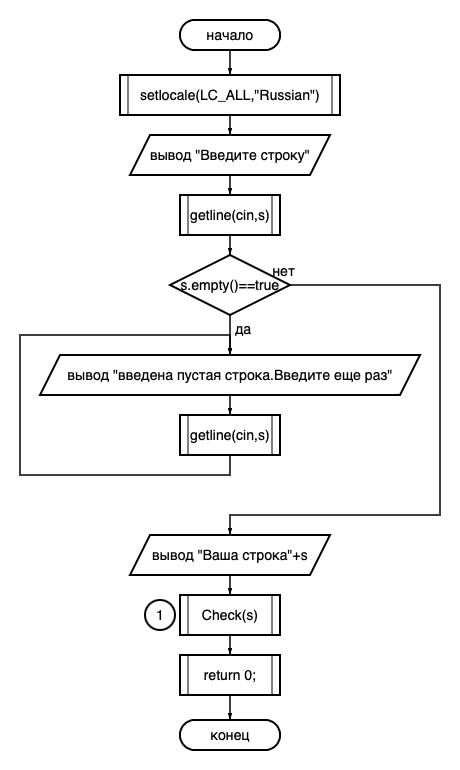 начало
setlocale(LC_ALL,"Russian")
вывод "Введите строку"
getline(cin,s)
s.empty()==true
нет
да
вывод "введена пустая строка.Введите еще раз"
getline(cin,s)
вывод "Ваша строка"+s
1
Check(s)
return 0;
конец